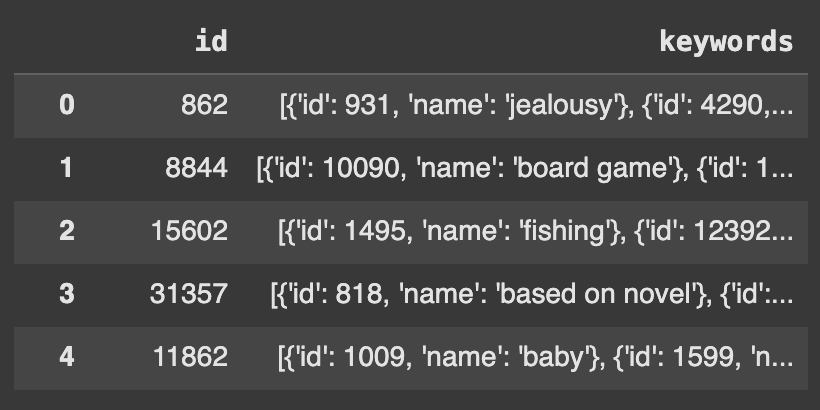 id keywords
0 862 [{'id': 931, 'name': 'jealousy'}, {'id': 4290,...
1 8844 [{'id': 10090, 'name': 'board game'}, {'id': 1...
2 15602 [{'id': 1495, 'name': 'fishing'}, {'id': 12392...
3 31357 [{'id': 818, 'name': 'based on novel'}, {'id':...
4 11862 [{'id': 1009, 'name': 'baby'}, {'id': 1599, 'n...